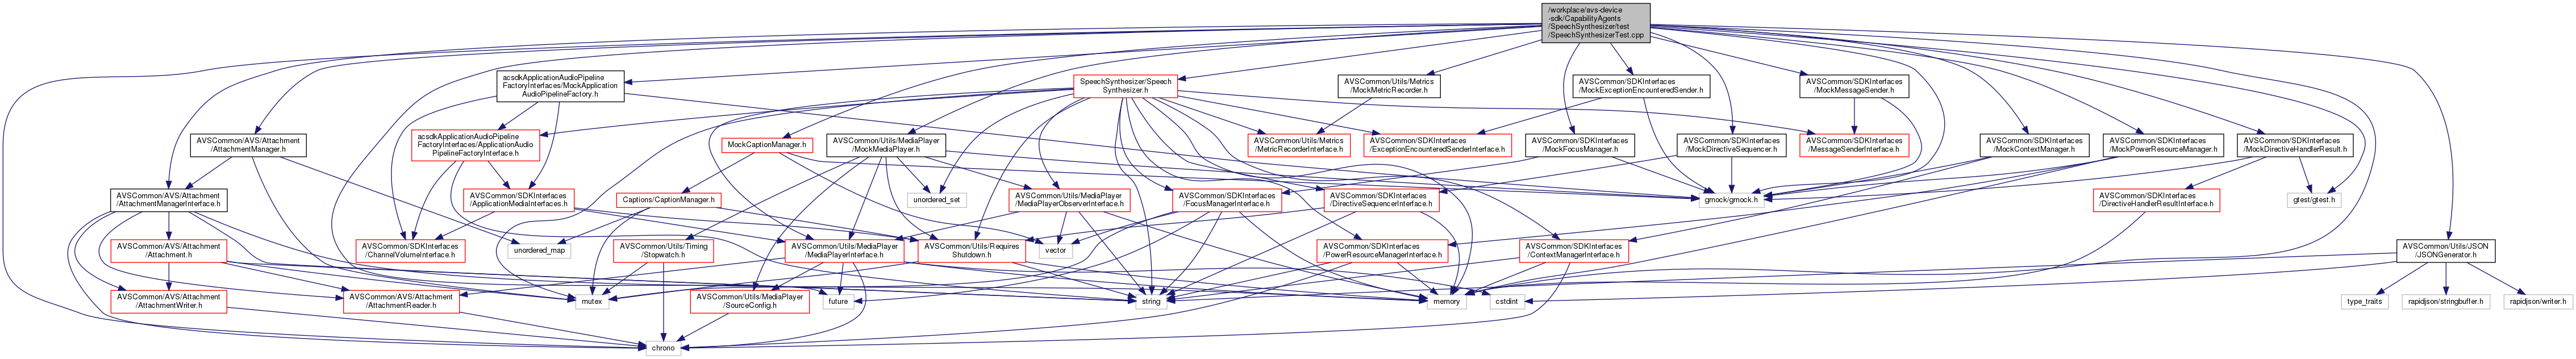 /workplace/avs-device
-sdk/CapabilityAgents
/SpeechSynthesizer/test
/SpeechSynthesizerTest.cpp
acsdkApplicationAudioPipeline
FactoryInterfaces/MockApplication
AudioPipelineFactory.h
SpeechSynthesizer/Speech
Synthesizer.h
AVSCommon/Utils/Metrics
/MockMetricRecorder.h
AVSCommon/SDKInterfaces
/MockExceptionEncounteredSender.h
AVSCommon/SDKInterfaces
/MockMessageSender.h
AVSCommon/AVS/Attachment
/AttachmentManager.h
acsdkApplicationAudioPipeline
FactoryInterfaces/ApplicationAudio
PipelineFactoryInterface.h
MockCaptionManager.h
AVSCommon/Utils/MediaPlayer
/MockMediaPlayer.h
AVSCommon/Utils/Metrics
/MetricRecorderInterface.h
AVSCommon/SDKInterfaces
/ExceptionEncounteredSenderInterface.h
AVSCommon/SDKInterfaces
/MockFocusManager.h
AVSCommon/SDKInterfaces
/MockDirectiveSequencer.h
AVSCommon/SDKInterfaces
/MessageSenderInterface.h
AVSCommon/SDKInterfaces
/MockContextManager.h
AVSCommon/SDKInterfaces
/MockPowerResourceManager.h
AVSCommon/SDKInterfaces
/MockDirectiveHandlerResult.h
AVSCommon/AVS/Attachment
/AttachmentManagerInterface.h
AVSCommon/SDKInterfaces
/ApplicationMediaInterfaces.h
Captions/CaptionManager.h
unordered_set
AVSCommon/Utils/MediaPlayer
/MediaPlayerObserverInterface.h
AVSCommon/SDKInterfaces
/FocusManagerInterface.h
AVSCommon/SDKInterfaces
/DirectiveSequencerInterface.h
gmock/gmock.h
AVSCommon/SDKInterfaces
/DirectiveHandlerResultInterface.h
gtest/gtest.h
AVSCommon/AVS/Attachment
/Attachment.h
AVSCommon/SDKInterfaces
/ChannelVolumeInterface.h
unordered_map
AVSCommon/Utils/Timing
/Stopwatch.h
AVSCommon/Utils/MediaPlayer
/MediaPlayerInterface.h
AVSCommon/Utils/Requires
Shutdown.h
vector
AVSCommon/SDKInterfaces
/PowerResourceManagerInterface.h
AVSCommon/SDKInterfaces
/ContextManagerInterface.h
AVSCommon/Utils/JSON
/JSONGenerator.h
AVSCommon/AVS/Attachment
/AttachmentWriter.h
AVSCommon/AVS/Attachment
/AttachmentReader.h
mutex
AVSCommon/Utils/MediaPlayer
/SourceConfig.h
future
string
memory
cstdint
type_traits
rapidjson/stringbuffer.h
rapidjson/writer.h
chrono